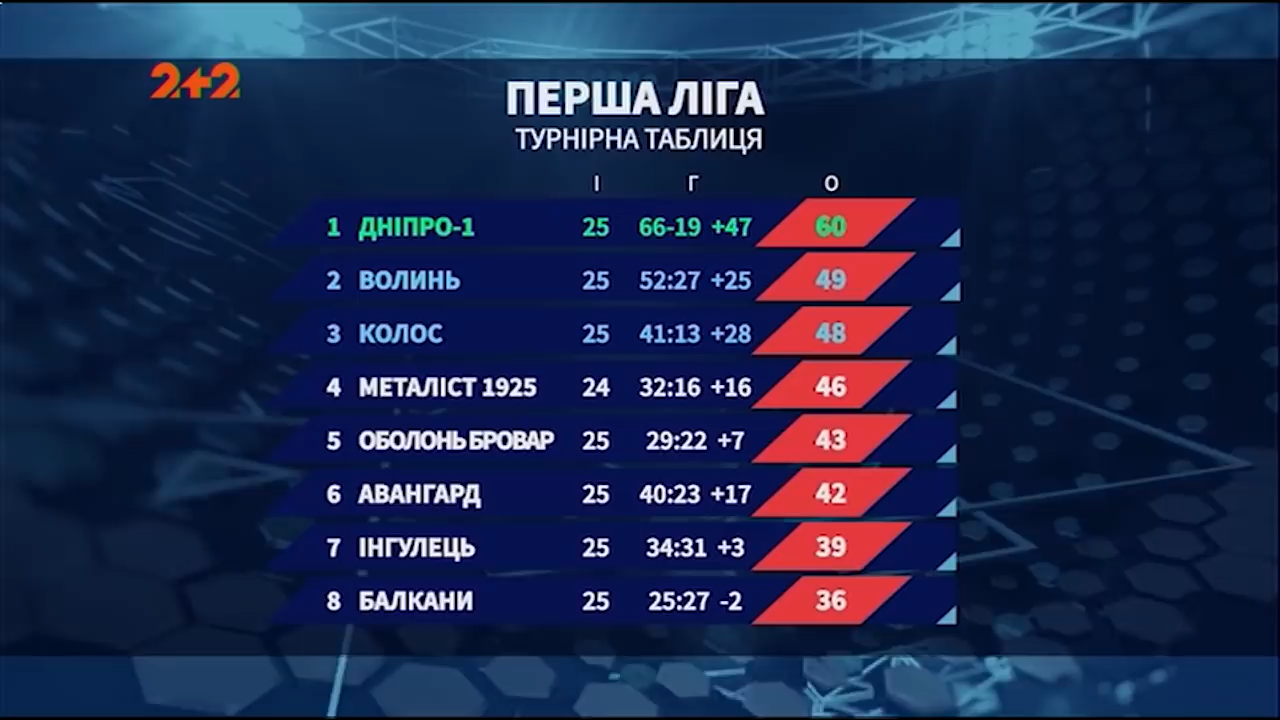 2+2
ПЕРША ЛІГА
ТУРНІРНА ТАБЛИЦЯ
І Г О
1 ДНІПРО-1 25 66-19 +47 60
2 ВОЛИНЬ 25 52:27 +25 49
3 КОЛОС 25 41:13 +28 48
4 МЕТАЛІСТ 1925 24 32:16 +16 46
5 ОБОЛОНЬ БРОВАР 25 29:22 +7 43
6 АВАНГАРД 25 40:23 +17 42
7 ІНГУЛЕЦЬ 25 34:31 +3 39
8 БАЛКАНИ 25 25:27 -2 36